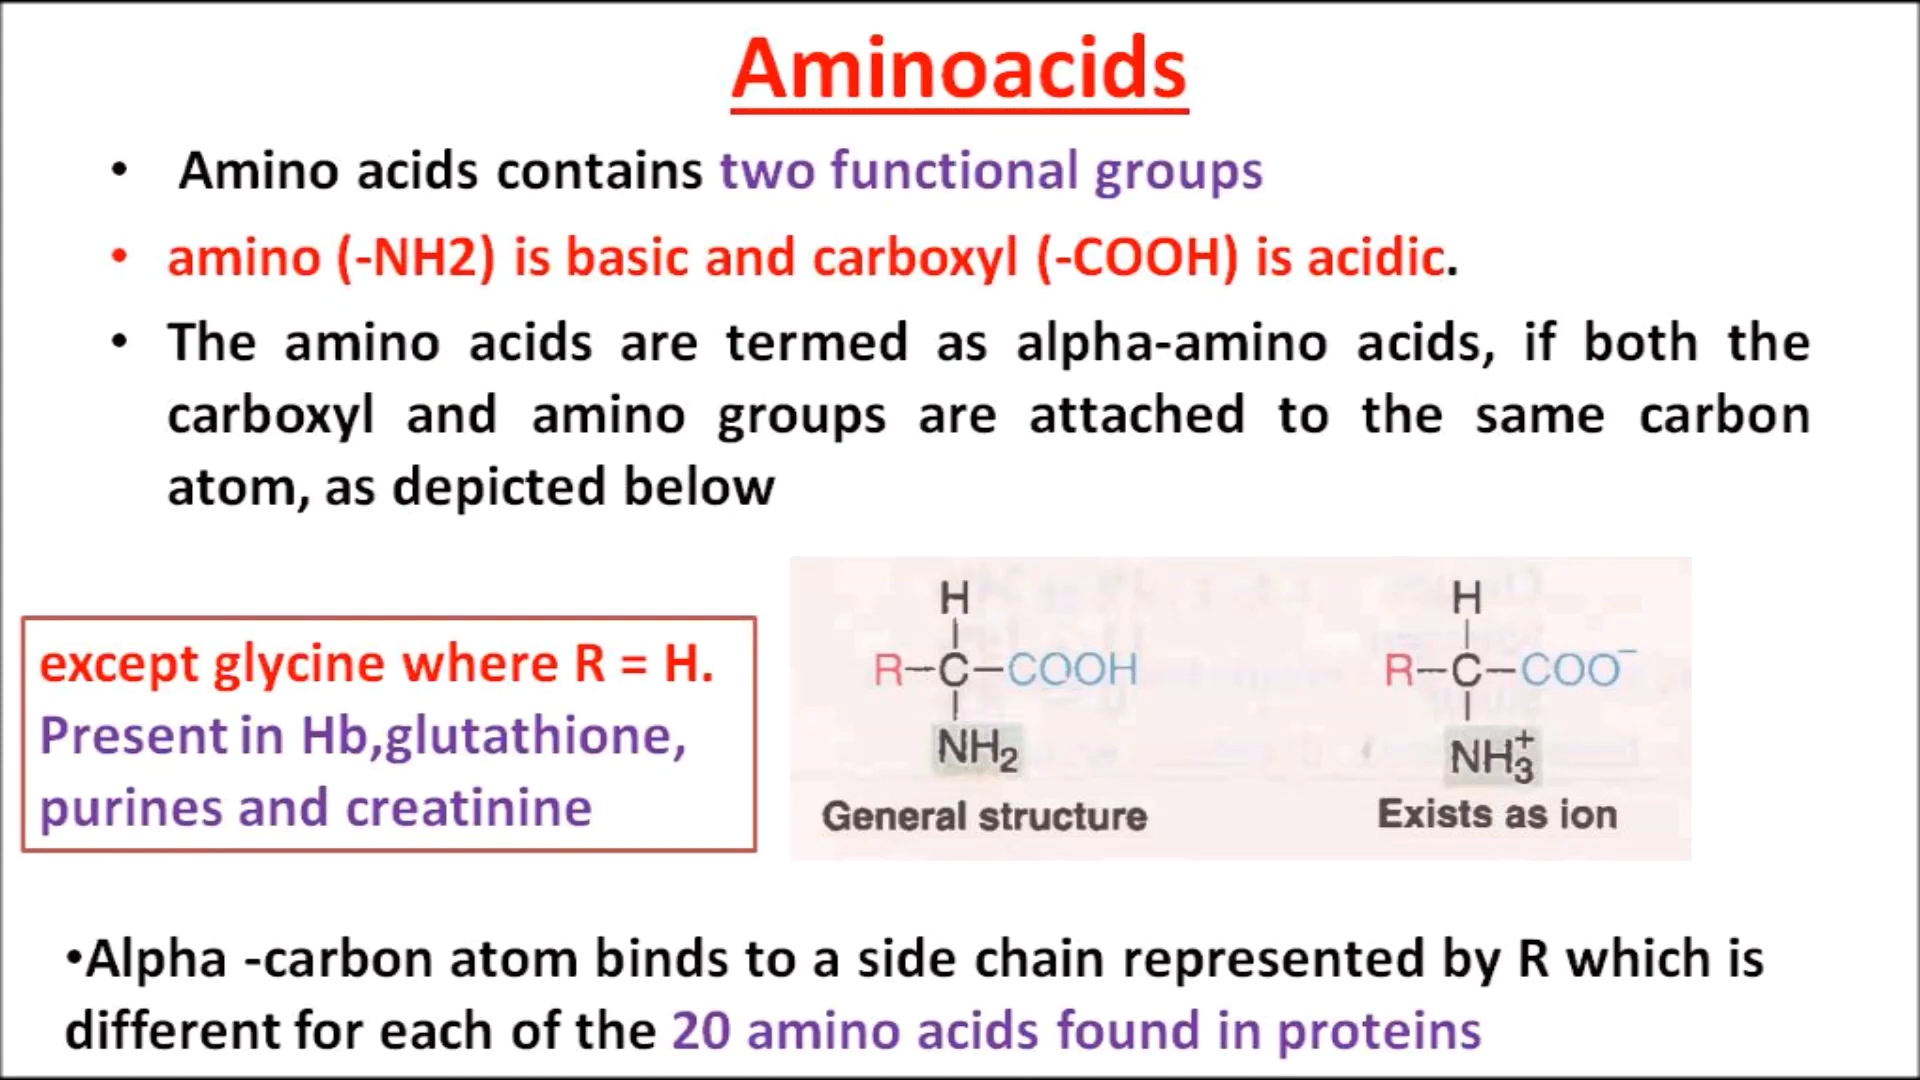 Aminoacids
• Amino acids contains two functional groups
• amino (-NH2) is basic and carboxyl (-COOH) is acidic.
• The amino acids are termed as alpha-amino acids, if both the
carboxyl and amino groups are attached to the same carbon
atom, as depicted below
except glycine where R = H.
Present in Hb,glutathione,
purines and creatinine
H
R–C–COOH
NH₂
General structure
H
R–C–COO⁻
NH₃⁺
Exists as ion
•Alpha -carbon atom binds to a side chain represented by R which is
different for each of the 20 amino acids found in proteins